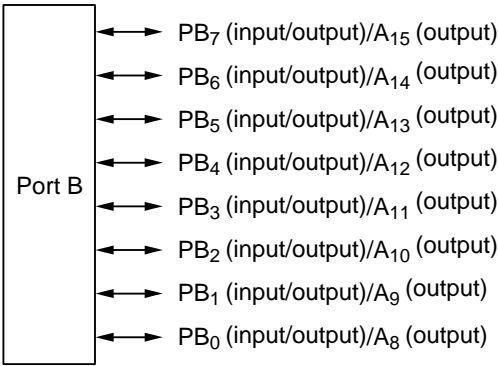 PB₇ (input/output)/A₁₅ (output)
PB₆ (input/output)/A₁₄ (output)
PB₅ (input/output)/A₁₃ (output)
PB₄ (input/output)/A₁₂ (output)
Port B
PB₃ (input/output)/A₁₁ (output)
PB₂ (input/output)/A₁₀ (output)
PB₁ (input/output)/A₉ (output)
PB₀ (input/output)/A₈ (output)